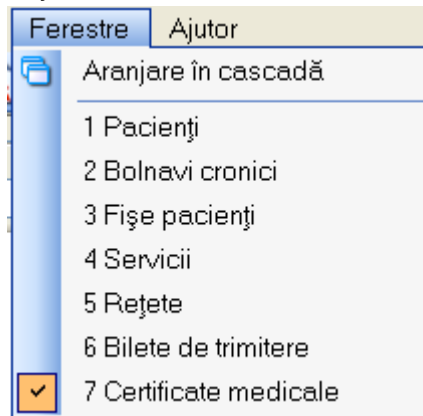 Ferestre Ajutor
Aranjare în cascadă
1 Pacienţi
2 Bolnavi cronici
3 Fişe pacienţi
4 Servicii
5 Reţete
6 Bilete de trimitere
7 Certificate medicale